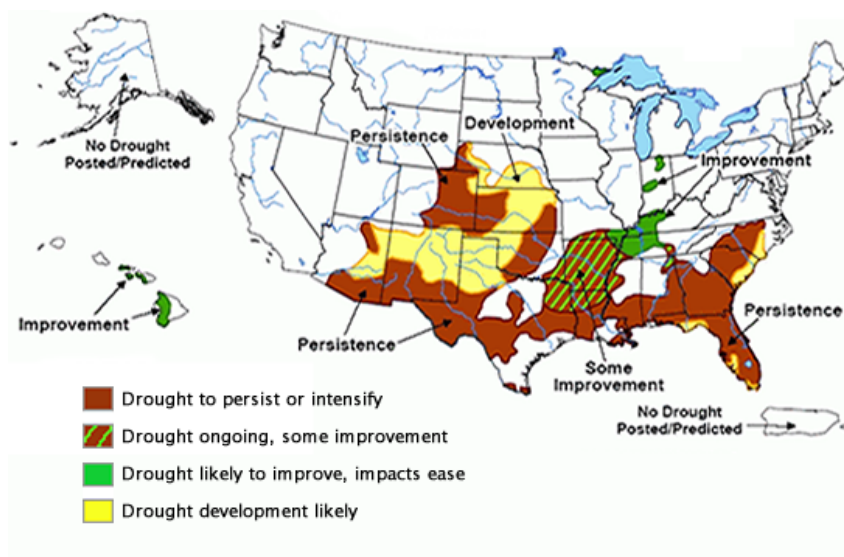 Persistence
Development
No Drought
Posted/Predicted
Improvement
Improvement
Persistence
Persistence
Some
Improvement
No Drought
Posted/Predicted
Drought to persist or intensify
Drought ongoing, some improvement
Drought likely to improve, impacts ease
Drought development likely